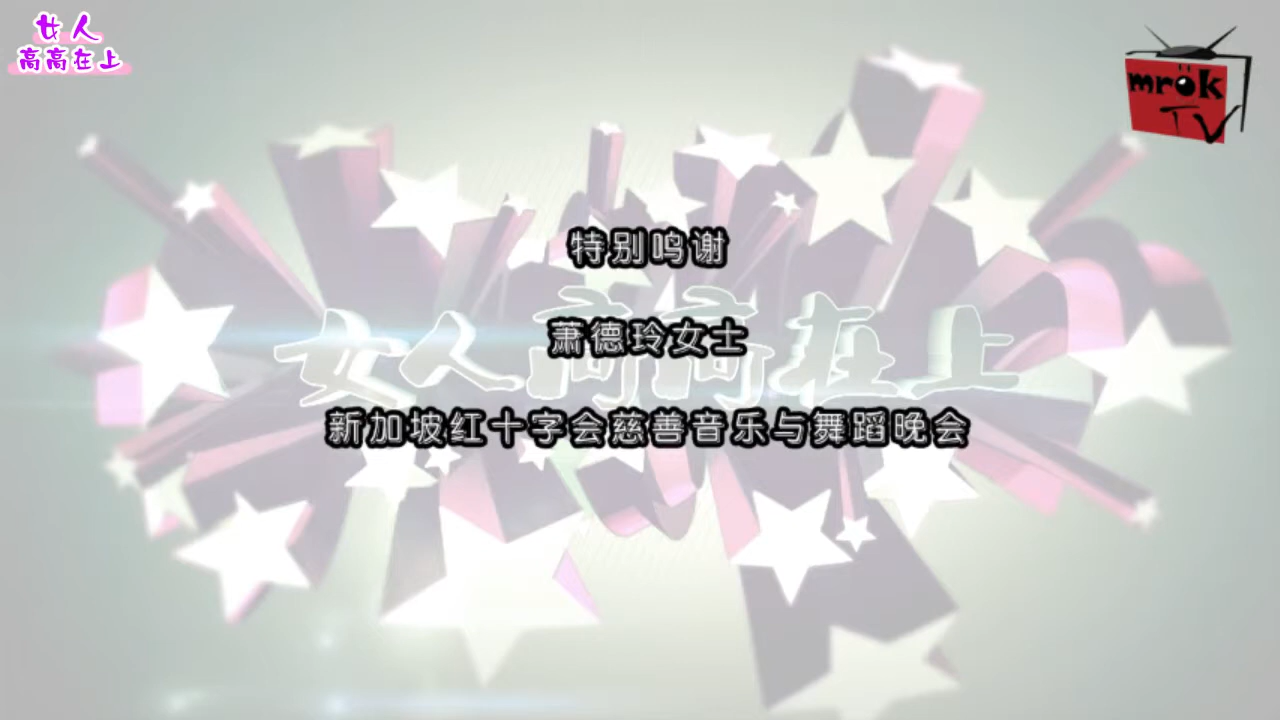 女人
高高在上
mrök
TV
特别鸣谢
萧德玲女士
女人高高在上
新加坡红十字会慈善音乐与舞蹈晚会